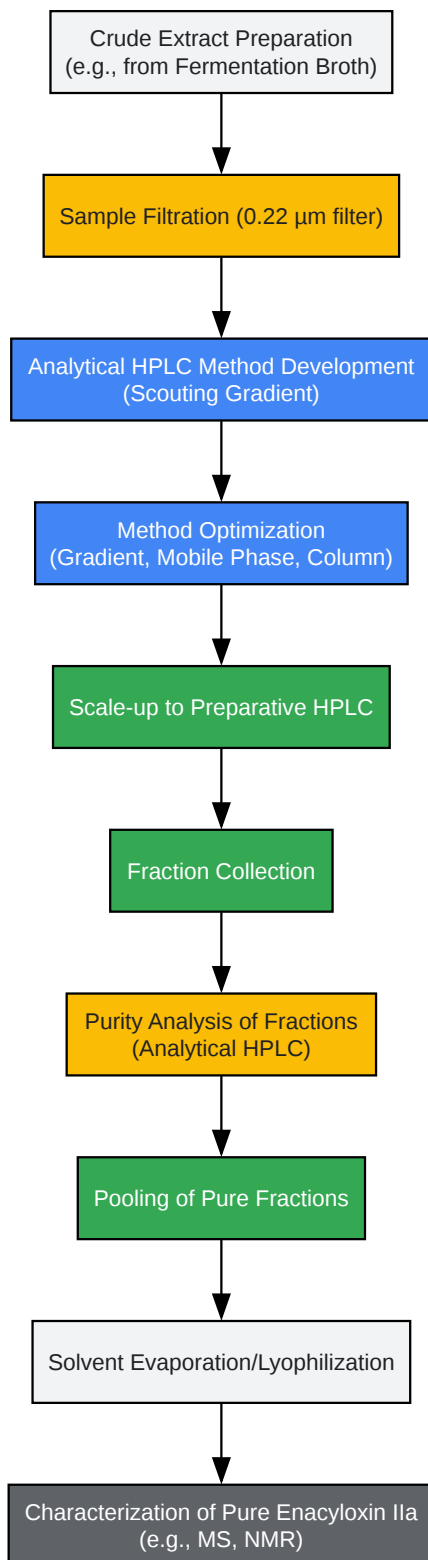 Crude Extract Preparation
(e.g., from Fermentation Broth)
Sample Filtration (0.22 µm filter)
Analytical HPLC Method Development
(Scouting Gradient)
Method Optimization
(Gradient, Mobile Phase, Column)
Scale-up to Preparative HPLC
Fraction Collection
Purity Analysis of Fractions
(Analytical HPLC)
Pooling of Pure Fractions
Solvent Evaporation/Lyophilization
Characterization of Pure Enacyloxin IIa
(e.g., MS, NMR)